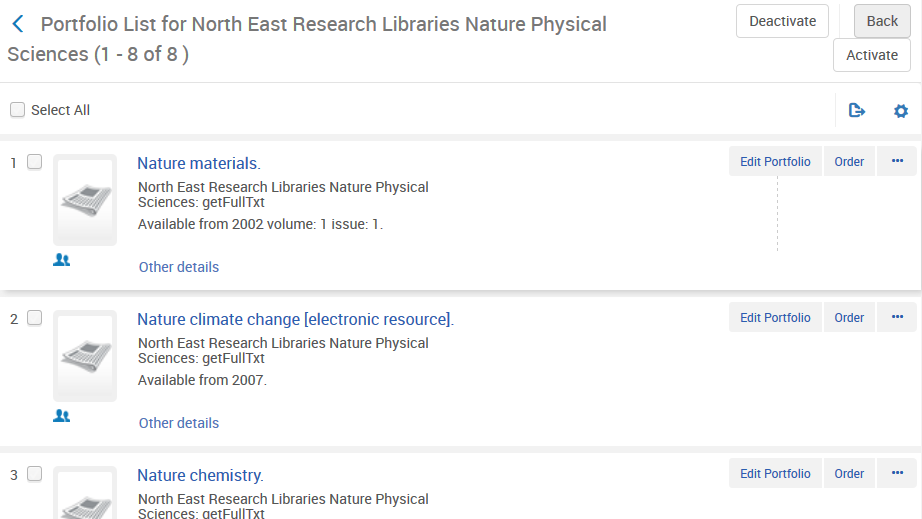 Portfolio List for North East Research Libraries Nature Physical
Sciences (1 - 8 of 8 )
Deactivate
Back
Activate
Select All
1
Nature materials.
North East Research Libraries Nature Physical
Sciences: getFullTxt
Available from 2002 volume: 1 issue: 1.
Other details
Edit Portfolio
Order
2
Nature climate change [electronic resource].
North East Research Libraries Nature Physical
Sciences: getFullTxt
Available from 2007.
Other details
Edit Portfolio
Order
3
Nature chemistry.
North East Research Libraries Nature Physical
Sciences: getFullTxt
Edit Portfolio
Order